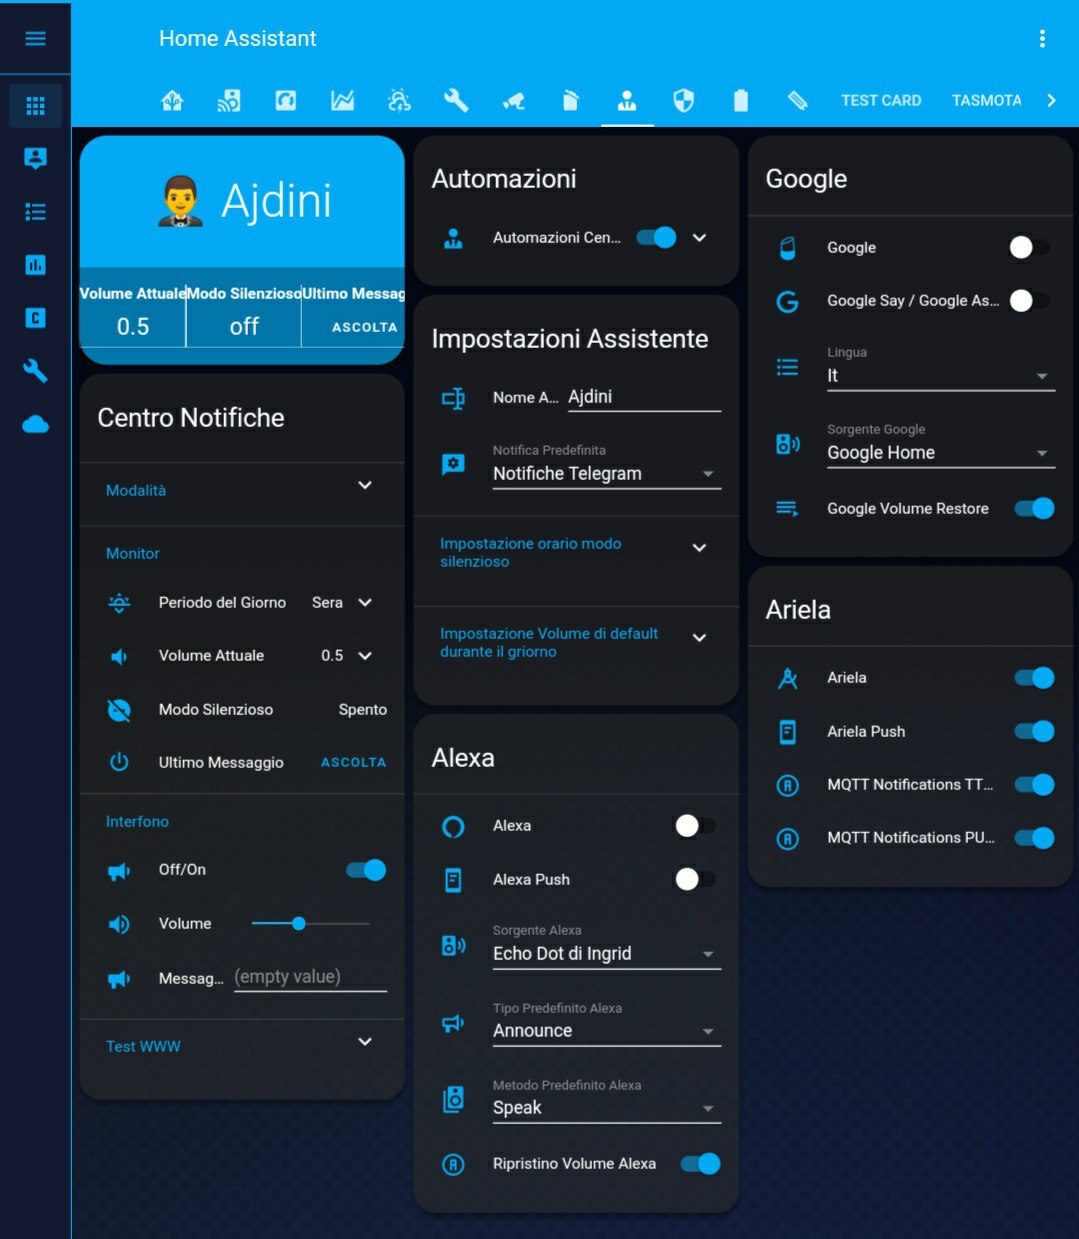 Home Assistant
TEST CARD
TASMOTA
Ajdini
Volume Attuale
Modo Silenzioso
Ultimo Messag
0.5
off
ASCOLTA
Centro Notifiche
Modalità
Monitor
Periodo del Giorno Sera
Volume Attuale 0.5
Modo Silenzioso Spento
Ultimo Messaggio ASCOLTA
Interfono
Off/On
Volume
Messag... (empty value)
Test WWW
Automazioni
Automazioni Cen...
Impostazioni Assistente
Nome A... Ajdini
Notifica Predefinita
Notifiche Telegram
Impostazione orario modo
silenzioso
Impostazione Volume di default
durante il griorno
Alexa
Alexa
Alexa Push
Sorgente Alexa
Echo Dot di Ingrid
Tipo Predefinito Alexa
Announce
Metodo Predefinito Alexa
Speak
Ripristino Volume Alexa
Google
Google
Google Say / Google As...
Lingua
It
Sorgente Google
Google Home
Google Volume Restore
Ariela
Ariela
Ariela Push
MQTT Notifications TT...
MQTT Notifications PU...